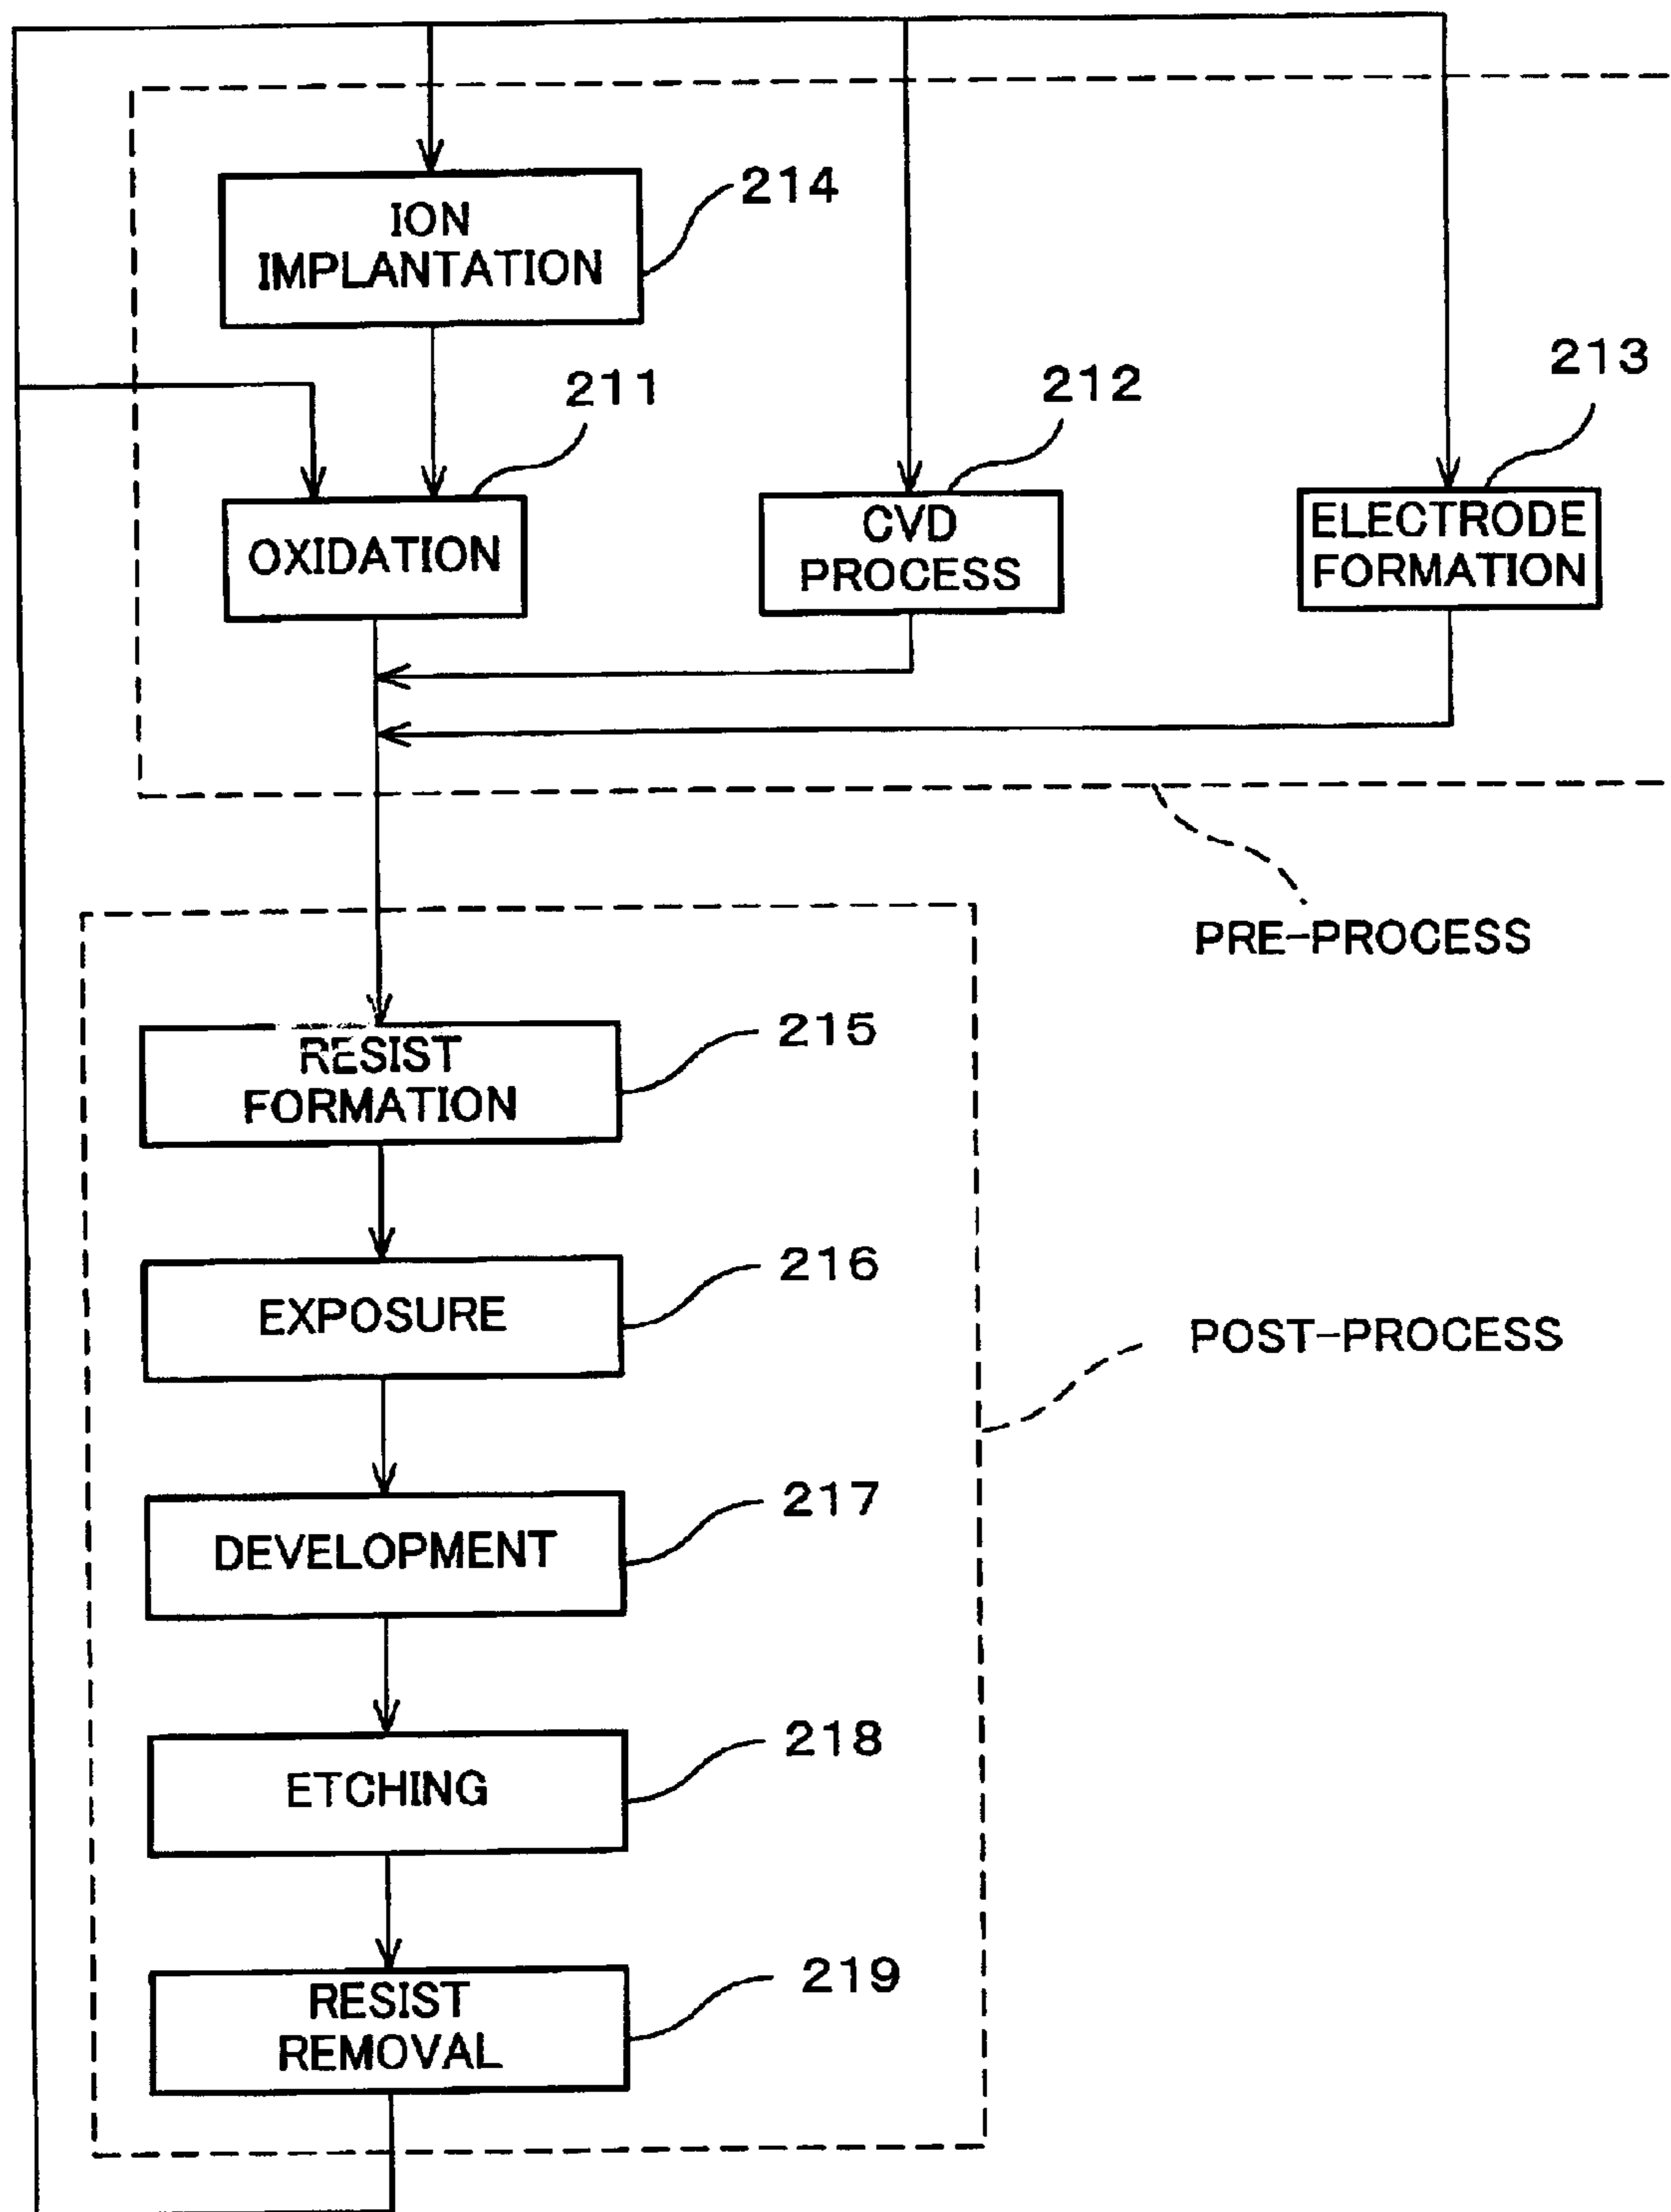 214
ION
IMPLANTATION
211
212
213
OXIDATION
CVD
PROCESS
ELECTRODE
FORMATION
PRE-PROCESS
215
RESIST
FORMATION
216
EXPOSURE
POST-PROCESS
217
DEVELOPMENT
218
ETCHING
219
RESIST
REMOVAL